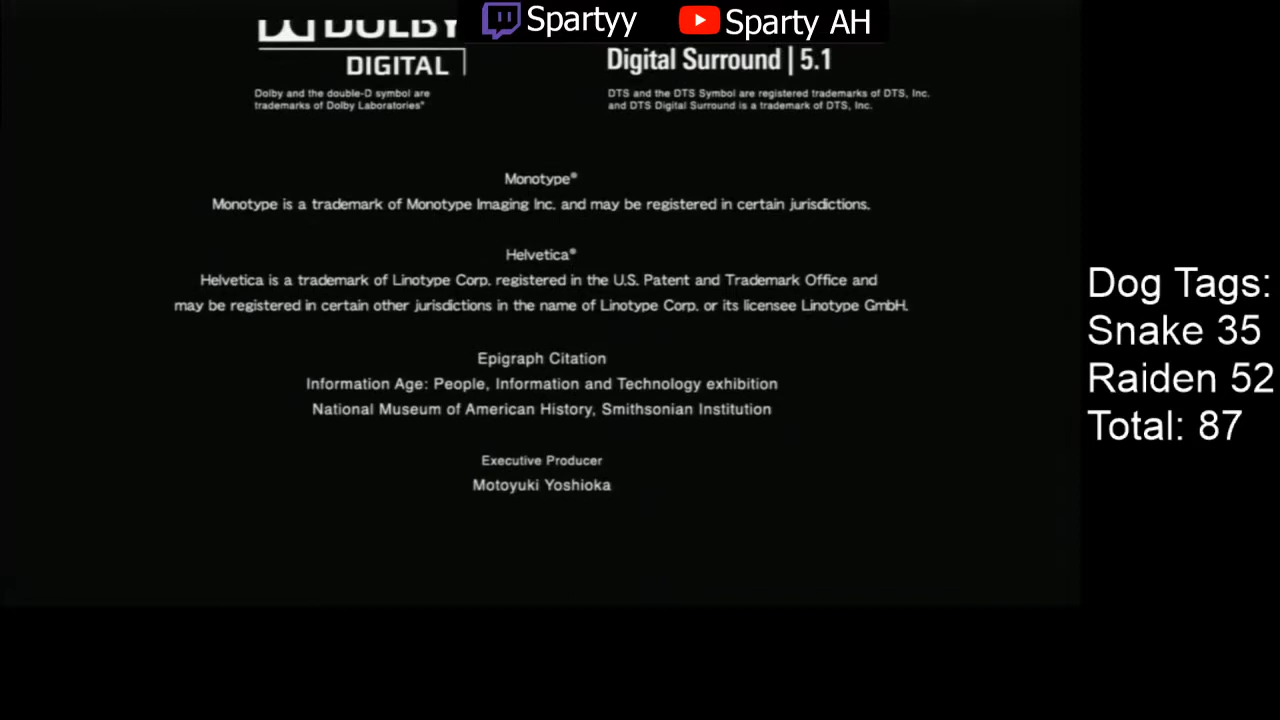 Spartyy
Sparty AH
DOLBY
DIGITAL
Dolby and the double-D symbol are
trademarks of Dolby Laboratories®
Digital Surround | 5.1
DTS and the DTS Symbol are registered trademarks of DTS, Inc.
and DTS Digital Surround is a trademark of DTS, Inc.
Monotype®
Monotype is a trademark of Monotype Imaging Inc. and may be registered in certain jurisdictions.
Helvetica®
Helvetica is a trademark of Linotype Corp. registered in the U.S. Patent and Trademark Office and
may be registered in certain other jurisdictions in the name of Linotype Corp. or its licensee Linotype GmbH.
Epigraph Citation
Information Age: People, Information and Technology exhibition
National Museum of American History, Smithsonian Institution
Executive Producer
Motoyuki Yoshioka
Dog Tags:
Snake 35
Raiden 52
Total: 87